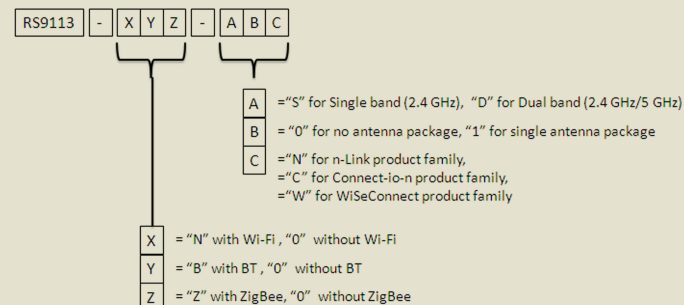 RS9113 - X Y Z - A B C
A ="S" for Single band (2.4 GHz), "D" for Dual band (2.4 GHz/5 GHz)
B = "0" for no antenna package, "1" for single antenna package
C ="N" for n-Link product family,
="C" for Connect-io-n product family,
="W" for WiSeConnect product family
X = "N" with Wi-Fi , "0" without Wi-Fi
Y = "B" with BT , "0" without BT
Z = "Z" with ZigBee, "0" without ZigBee